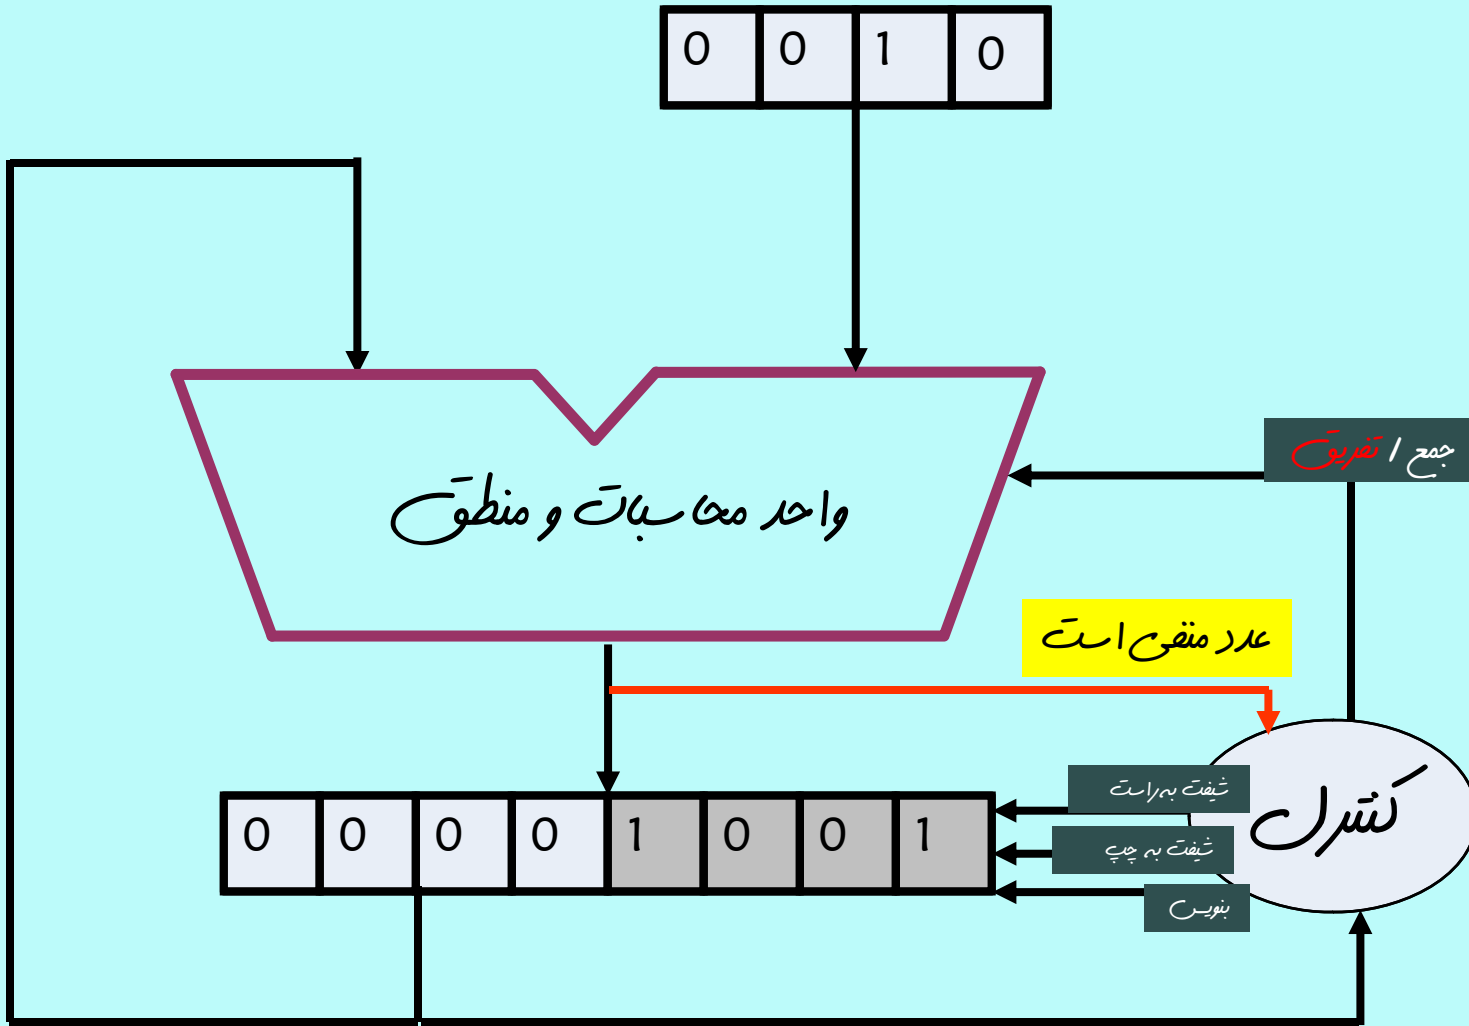 0 0 1 0
جمع / تفریق
واحد محاسبات و منطق
عدد منفی است
شیفت به راست
کنترل
0 0 0 0 1 0 0 1
شیفت به چپ
بنویس